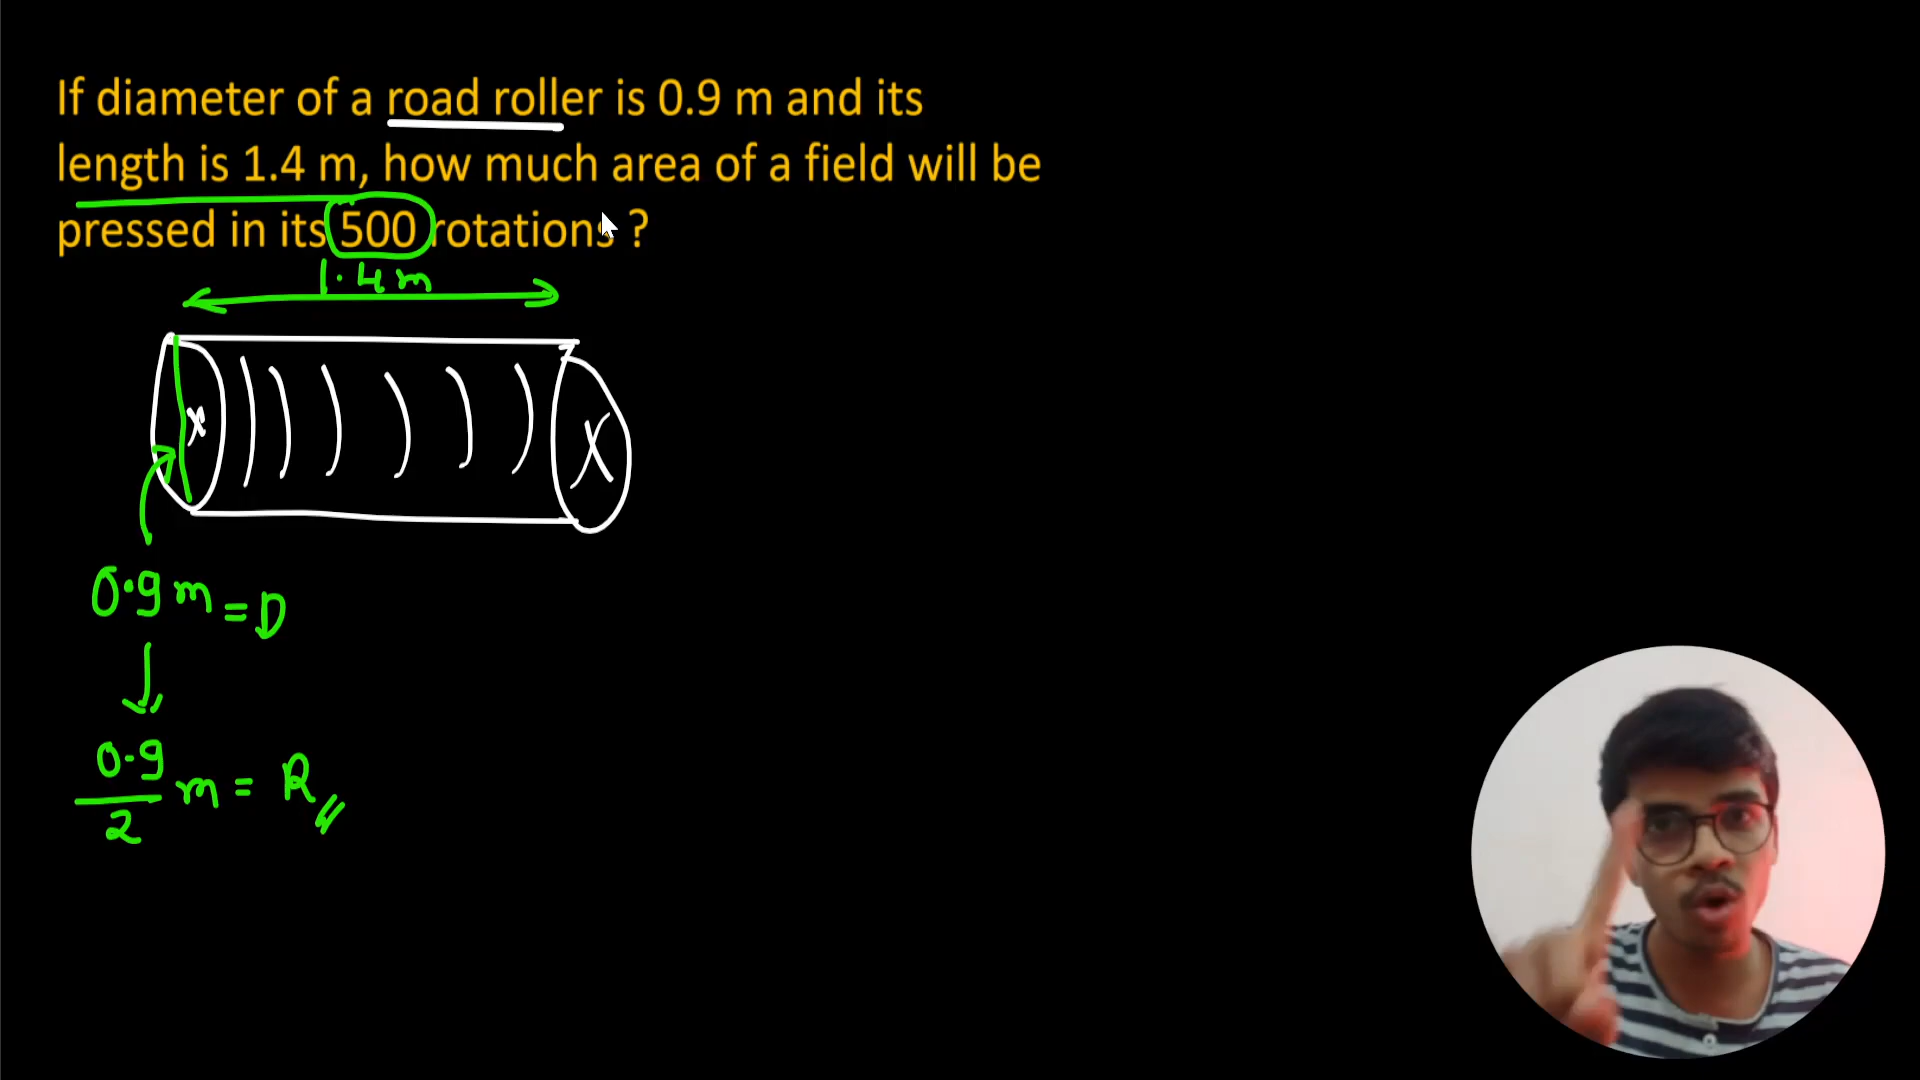 If diameter of a road roller is 0.9 m and its
length is 1.4 m, how much area of a field will be
pressed in its 500 rotations ?
1.4 m
x
X
0.9 m = D
0.9
2
m = R